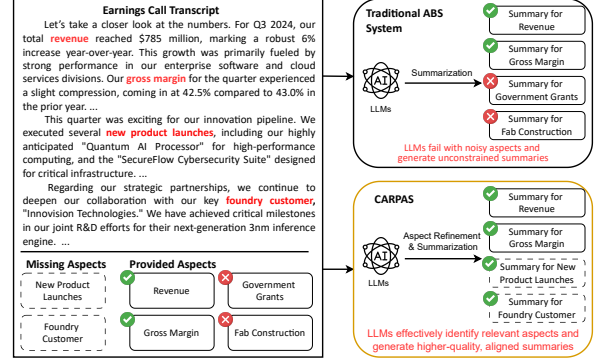 Earnings Call Transcript
Let's take a closer look at the numbers. For Q3 2024, our
total revenue reached $785 million, marking a robust 6%
increase year-over-year. This growth was primarily fueled by
strong performance in our enterprise software and cloud
services divisions. Our gross margin for the quarter experienced
a slight compression, coming in at 42.5% compared to 43.0% in
the prior year. ...
This quarter was exciting for our innovation pipeline. We
executed several new product launches, including our highly
anticipated "Quantum AI Processor" for high-performance
computing, and the "SecureFlow Cybersecurity Suite" designed
for critical infrastructure. ...
Regarding our strategic partnerships, we continue to
deepen our collaboration with our key foundry customer,
"Innovision Technologies." We have achieved critical milestones
in our joint R&D efforts for their next-generation 3nm inference
engine. ...
Missing Aspects
Provided Aspects
New Product
Launches
Revenue
Government
Grants
Foundry
Customer
Gross Margin
Fab Construction
Traditional ABS
System
AI
LLMs
Summarization
Summary for
Revenue
Summary for
Gross Margin
Summary for
Government Grants
Summary for
Fab Construction
LLMs fail with noisy aspects and
generate unconstrained summaries
CARPAS
AI
LLMs
Aspect Refinement
& Summarization
Summary for
Revenue
Summary for
Gross Margin
Summary for New
Product Launches
Summary for
Foundry Customer
LLMs effectively identify relevant aspects and
generate higher-quality, aligned summaries